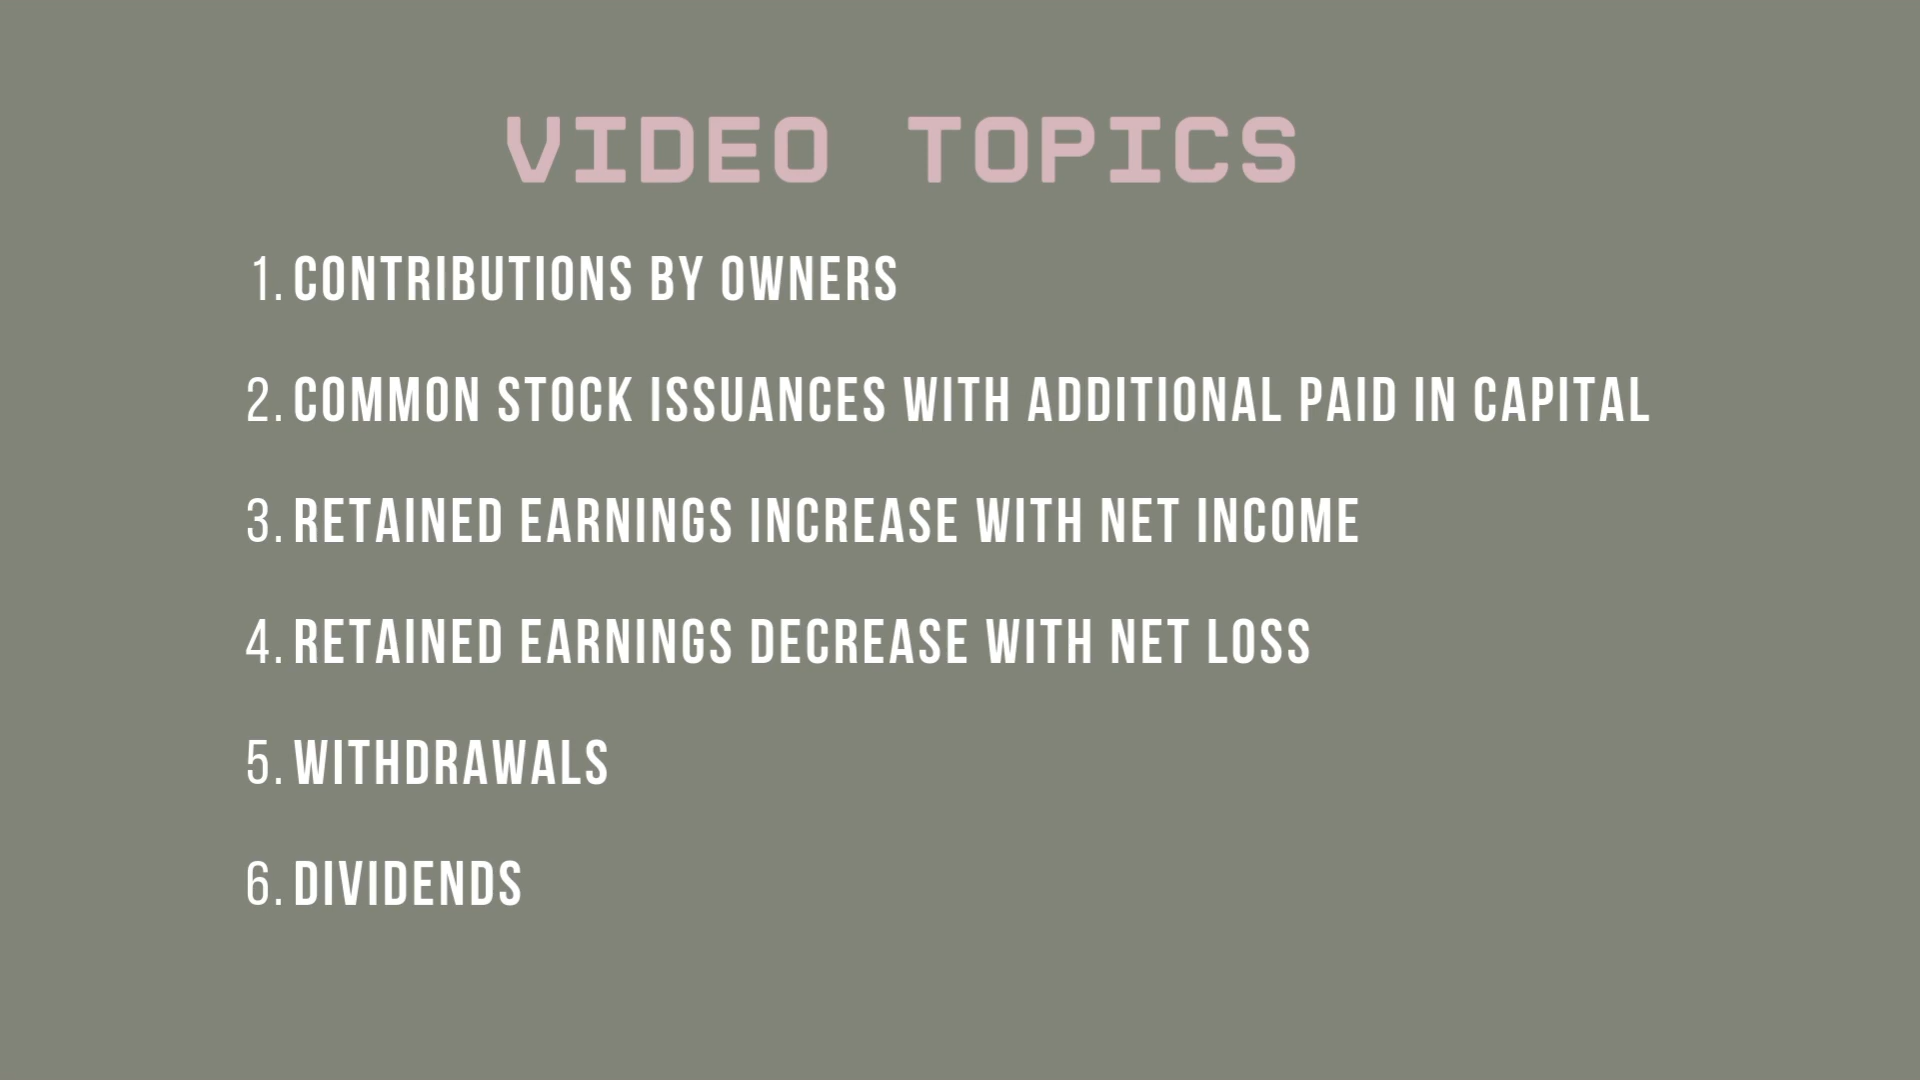 VIDEO TOPICS
1. CONTRIBUTIONS BY OWNERS
2. COMMON STOCK ISSUANCES WITH ADDITIONAL PAID IN CAPITAL
3. RETAINED EARNINGS INCREASE WITH NET INCOME
4. RETAINED EARNINGS DECREASE WITH NET LOSS
5. WITHDRAWALS
6. DIVIDENDS